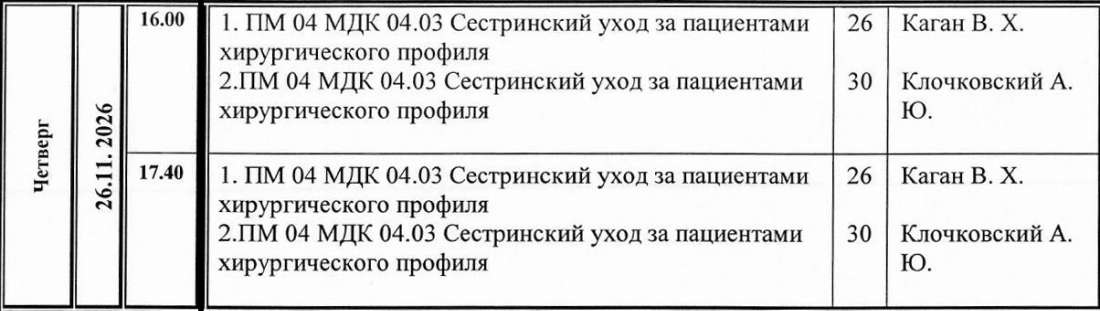 Четверг
26.11. 2026
16.00
1. ПМ 04 МДК 04.03 Сестринский уход за пациентами
хирургического профиля
2.ПМ 04 МДК 04.03 Сестринский уход за пациентами
хирургического профиля
26
30
Каган В. Х.
Клочковский А.
Ю.
17.40
1. ПМ 04 МДК 04.03 Сестринский уход за пациентами
хирургического профиля
2.ПМ 04 МДК 04.03 Сестринский уход за пациентами
хирургического профиля
26
30
Каган В. Х.
Клочковский А.
Ю.